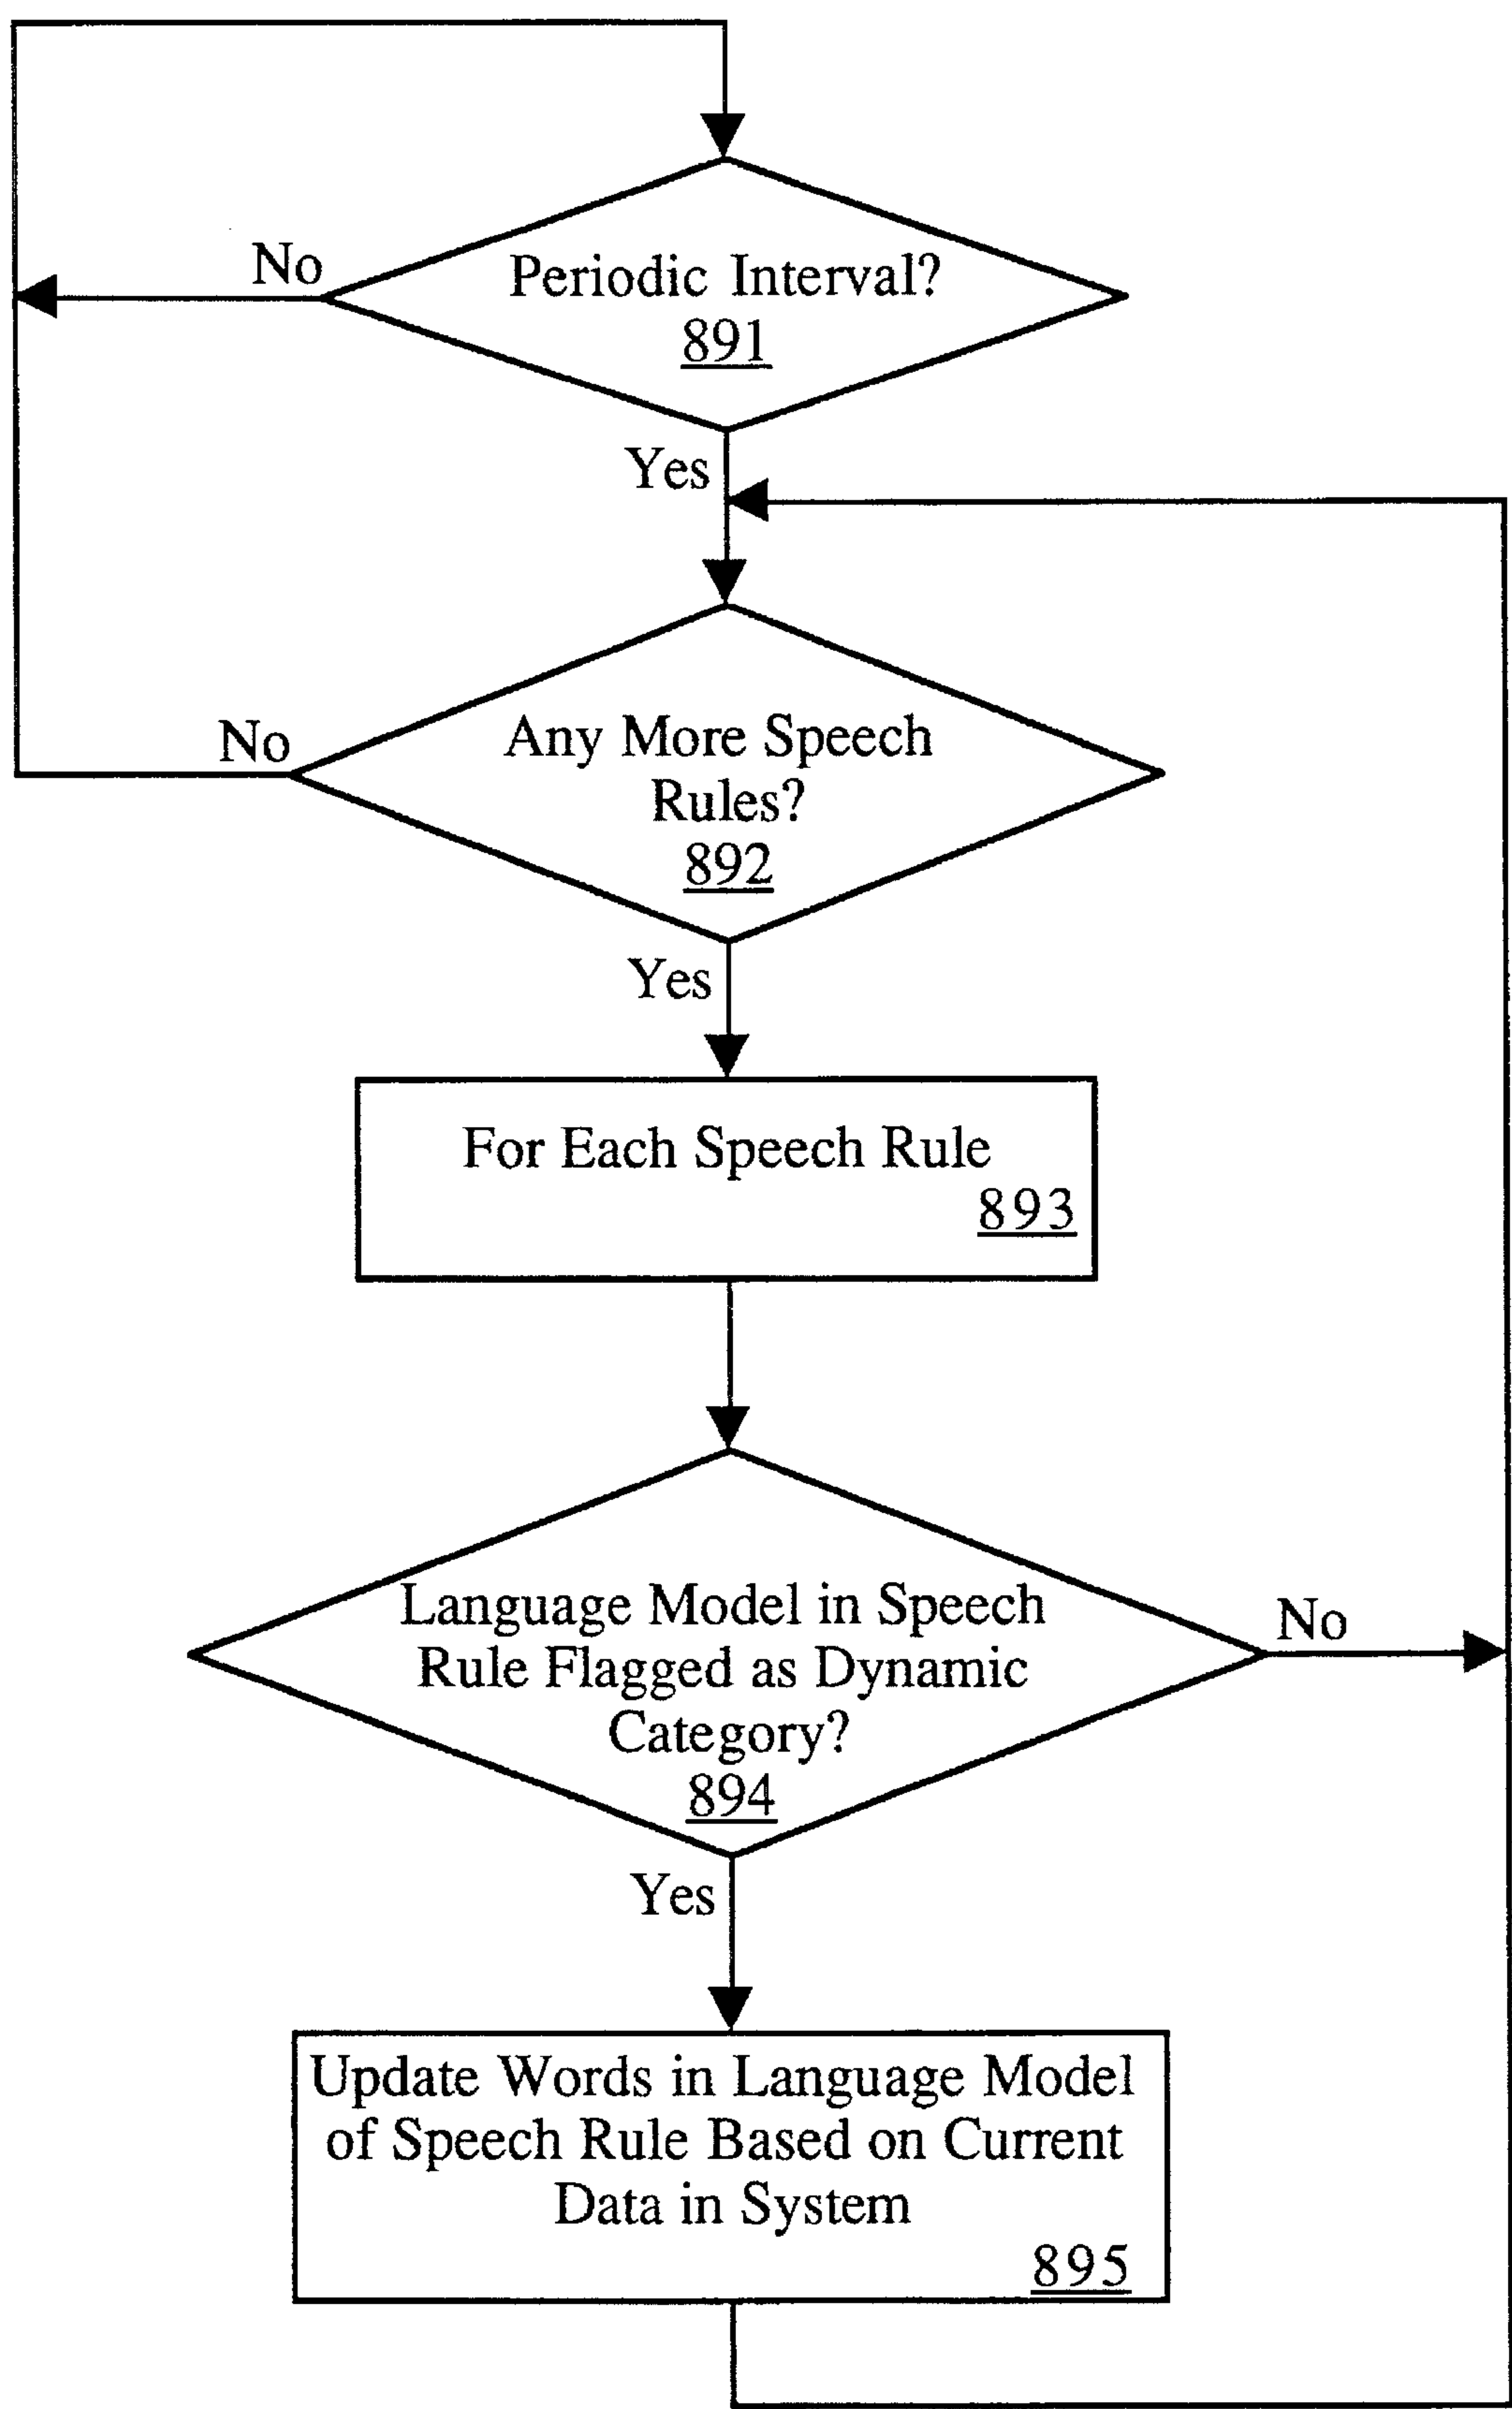 No
Periodic Interval?
891
Yes
No
Any More Speech
Rules?
892
Yes
For Each Speech Rule
893
Language Model in Speech
Rule Flagged as Dynamic
Category?
894
No
Yes
Update Words in Language Model
of Speech Rule Based on Current
Data in System
895